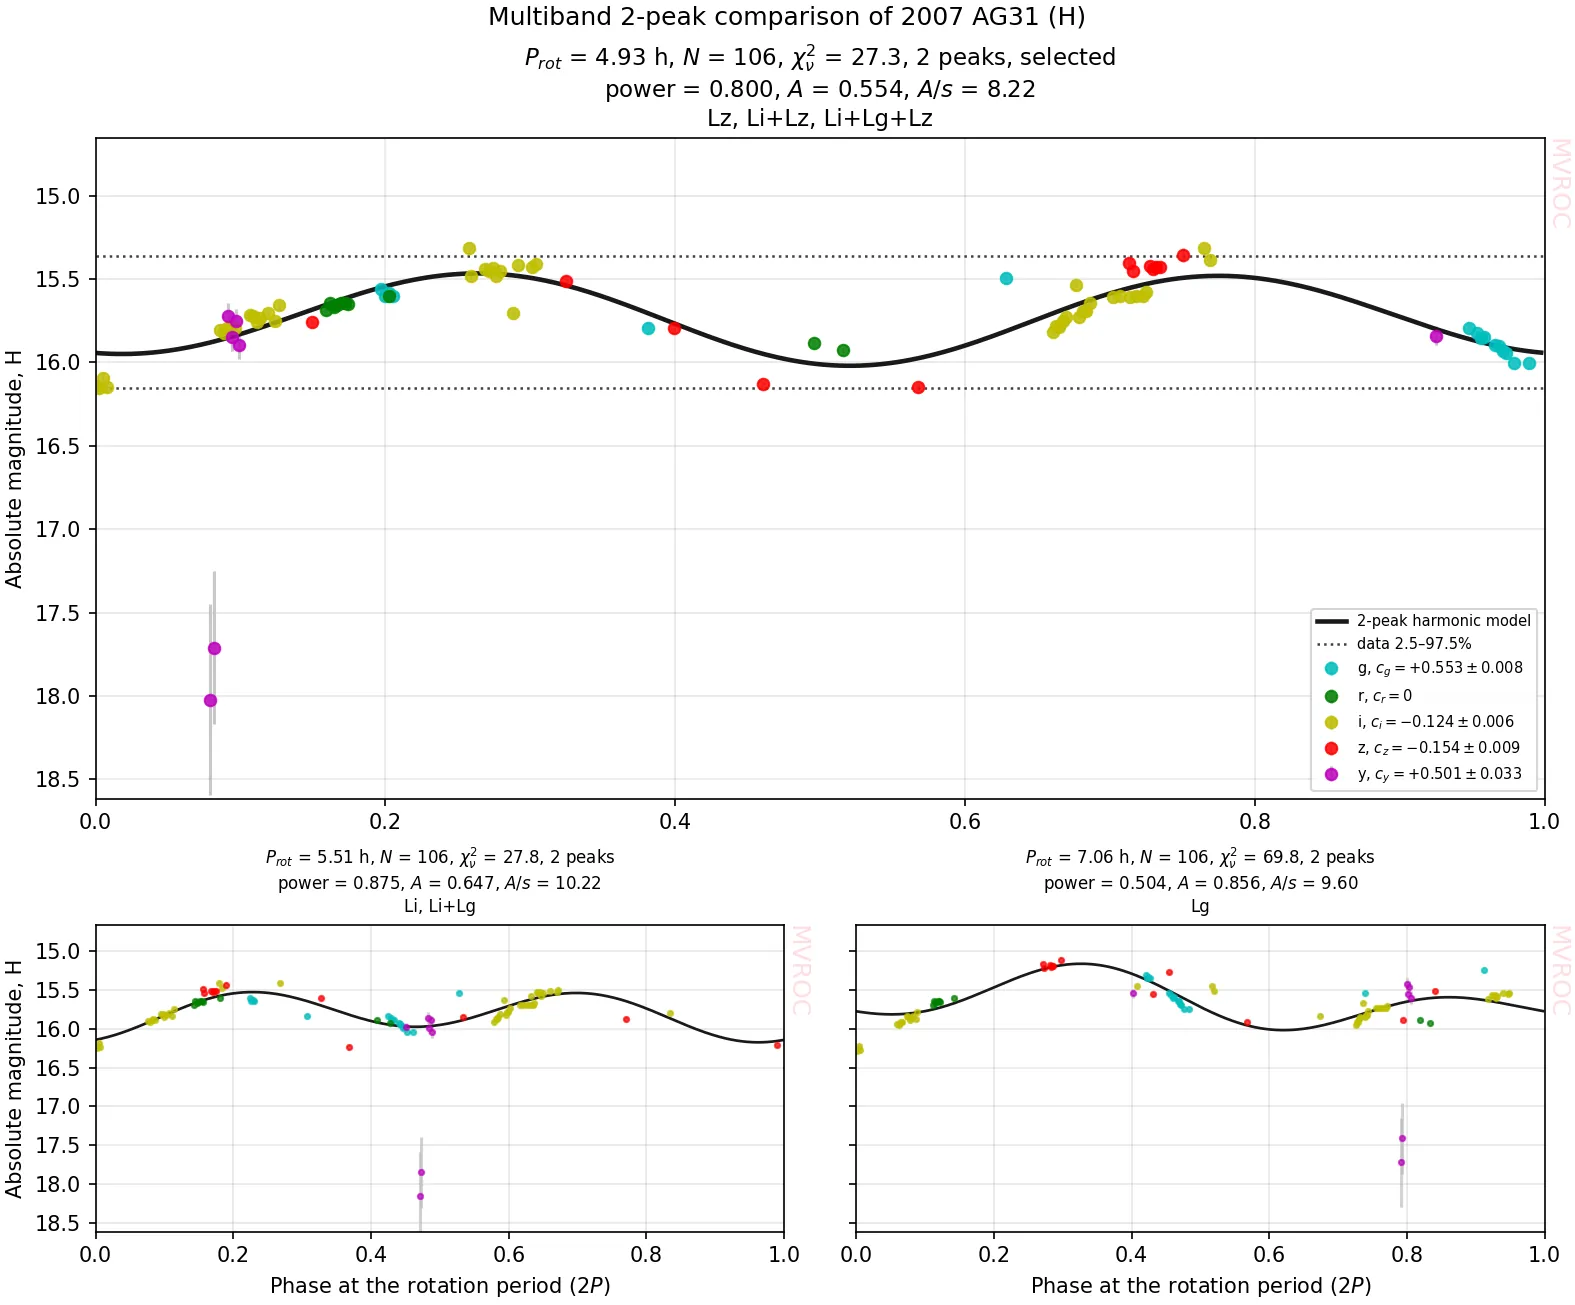 Multiband 2-peak comparison of 2007 AG31 (H)
P_rot = 4.93 h, N = 106, χ²_ν = 27.3, 2 peaks, selected
power = 0.800, A = 0.554, A/s = 8.22
Lz, Li+Lz, Li+Lg+Lz
MVROC
Absolute magnitude, H
15.0
15.5
16.0
16.5
17.0
17.5
18.0
18.5
2-peak harmonic model
data 2.5–97.5%
g, c_g = +0.553 ± 0.008
r, c_r = 0
i, c_i = −0.124 ± 0.006
z, c_z = −0.154 ± 0.009
y, c_y = +0.501 ± 0.033
0.0 0.2 0.4 0.6 0.8 1.0
P_rot = 5.51 h, N = 106, χ²_ν = 27.8, 2 peaks
power = 0.875, A = 0.647, A/s = 10.22
Li, Li+Lg
MVROC
Absolute magnitude, H
15.0
15.5
16.0
16.5
17.0
17.5
18.0
18.5
0.0 0.2 0.4 0.6 0.8 1.0
Phase at the rotation period (2P)
P_rot = 7.06 h, N = 106, χ²_ν = 69.8, 2 peaks
power = 0.504, A = 0.856, A/s = 9.60
Lg
MVROC
0.0 0.2 0.4 0.6 0.8 1.0
Phase at the rotation period (2P)